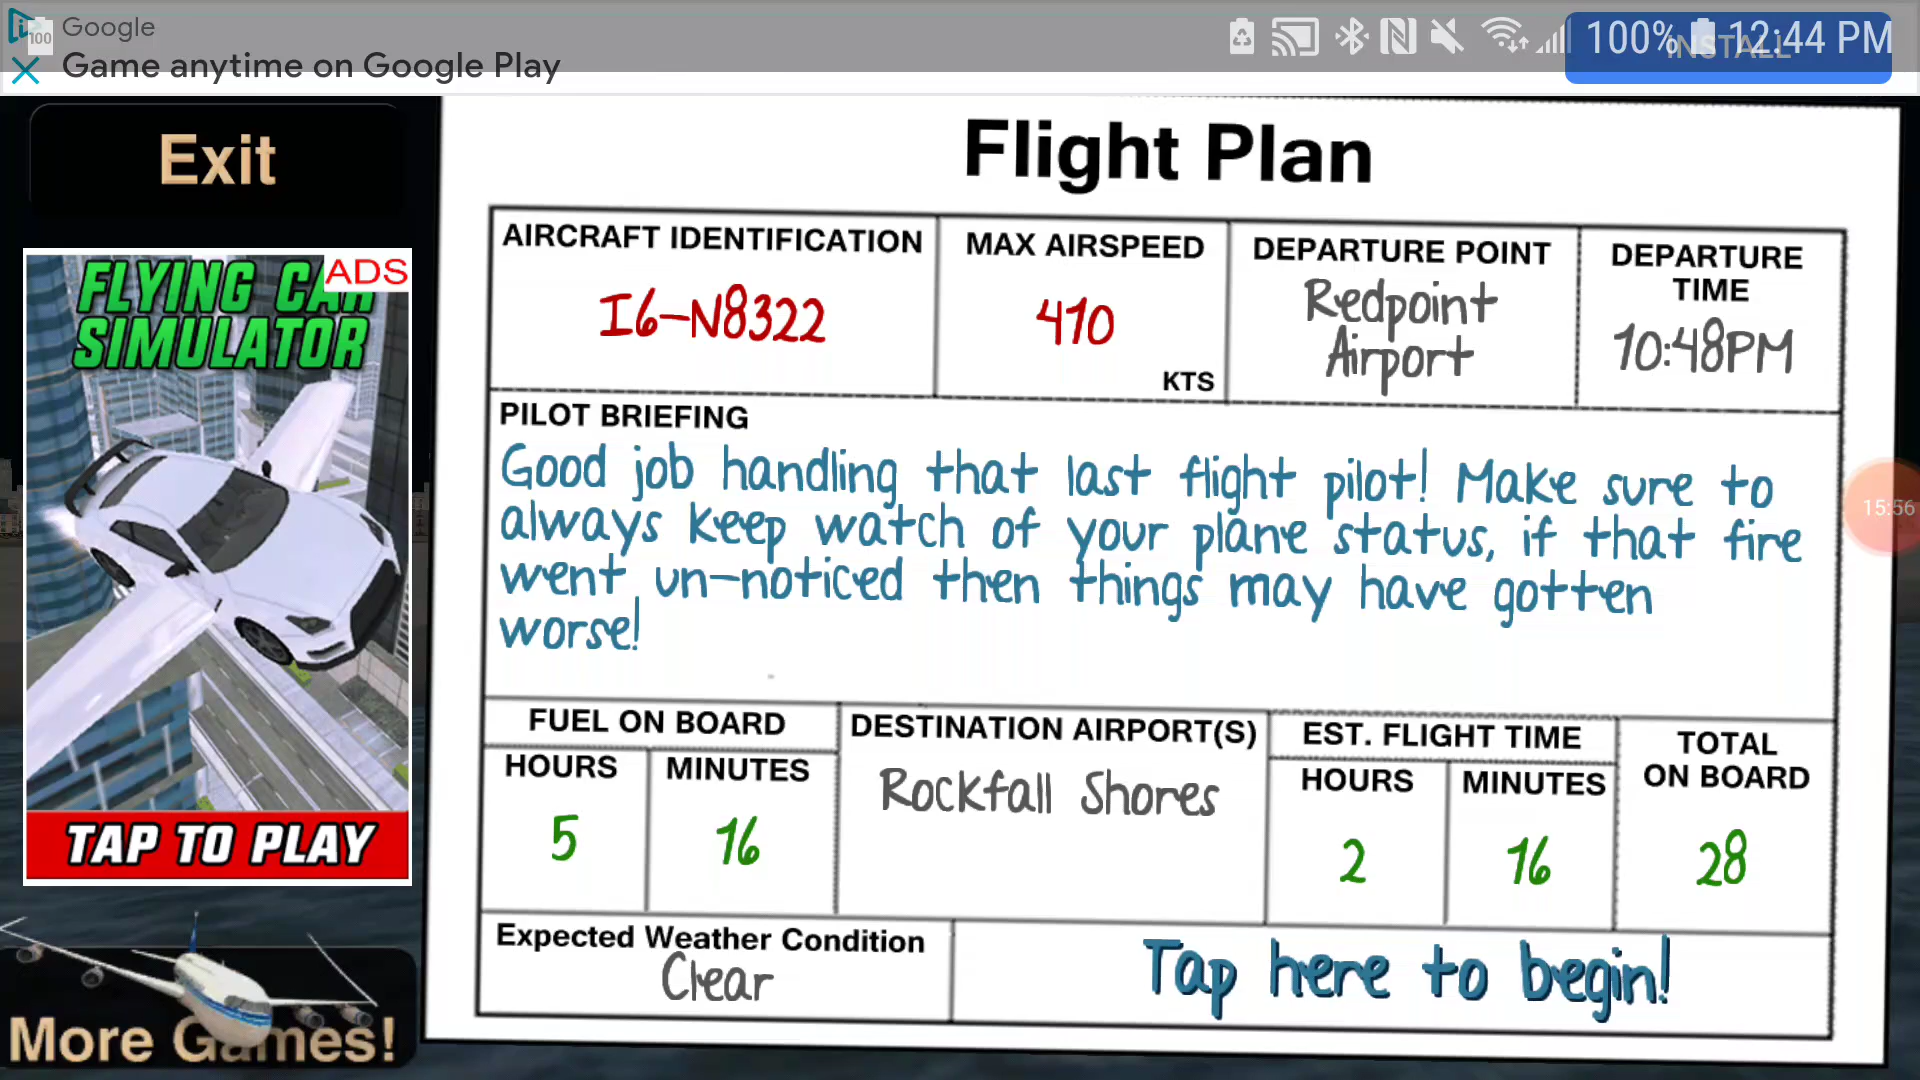 Google
Game anytime on Google Play
100
100%
12:44 PM
INSTALL
Exit
ADS
FLYING CAR
SIMULATOR
TAP TO PLAY
More Games!
Flight Plan
AIRCRAFT IDENTIFICATION
I6-N8322
MAX AIRSPEED
410
KTS
DEPARTURE POINT
Redpoint
Airport
DEPARTURE
TIME
10:48PM
PILOT BRIEFING
Good job handling that last flight pilot! Make sure to
always keep watch of your plane status, if that fire
went un-noticed then things may have gotten
worse!
15:56
FUEL ON BOARD
HOURS
MINUTES
5
16
DESTINATION AIRPORT(S)
Rockfall Shores
EST. FLIGHT TIME
HOURS
MINUTES
2
16
TOTAL
ON BOARD
28
Expected Weather Condition
Clear
Tap here to begin!